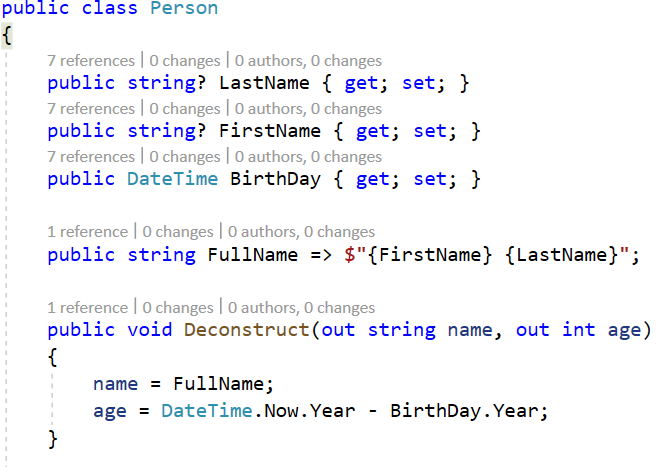 public class Person
{
7 references | 0 changes | 0 authors, 0 changes
public string? LastName { get; set; }
7 references | 0 changes | 0 authors, 0 changes
public string? FirstName { get; set; }
7 references | 0 changes | 0 authors, 0 changes
public DateTime BirthDay { get; set; }
1 reference | 0 changes | 0 authors, 0 changes
public string FullName => $"{FirstName} {LastName}";
1 reference | 0 changes | 0 authors, 0 changes
public void Deconstruct(out string name, out int age)
{
name = FullName;
age = DateTime.Now.Year - BirthDay.Year;
}